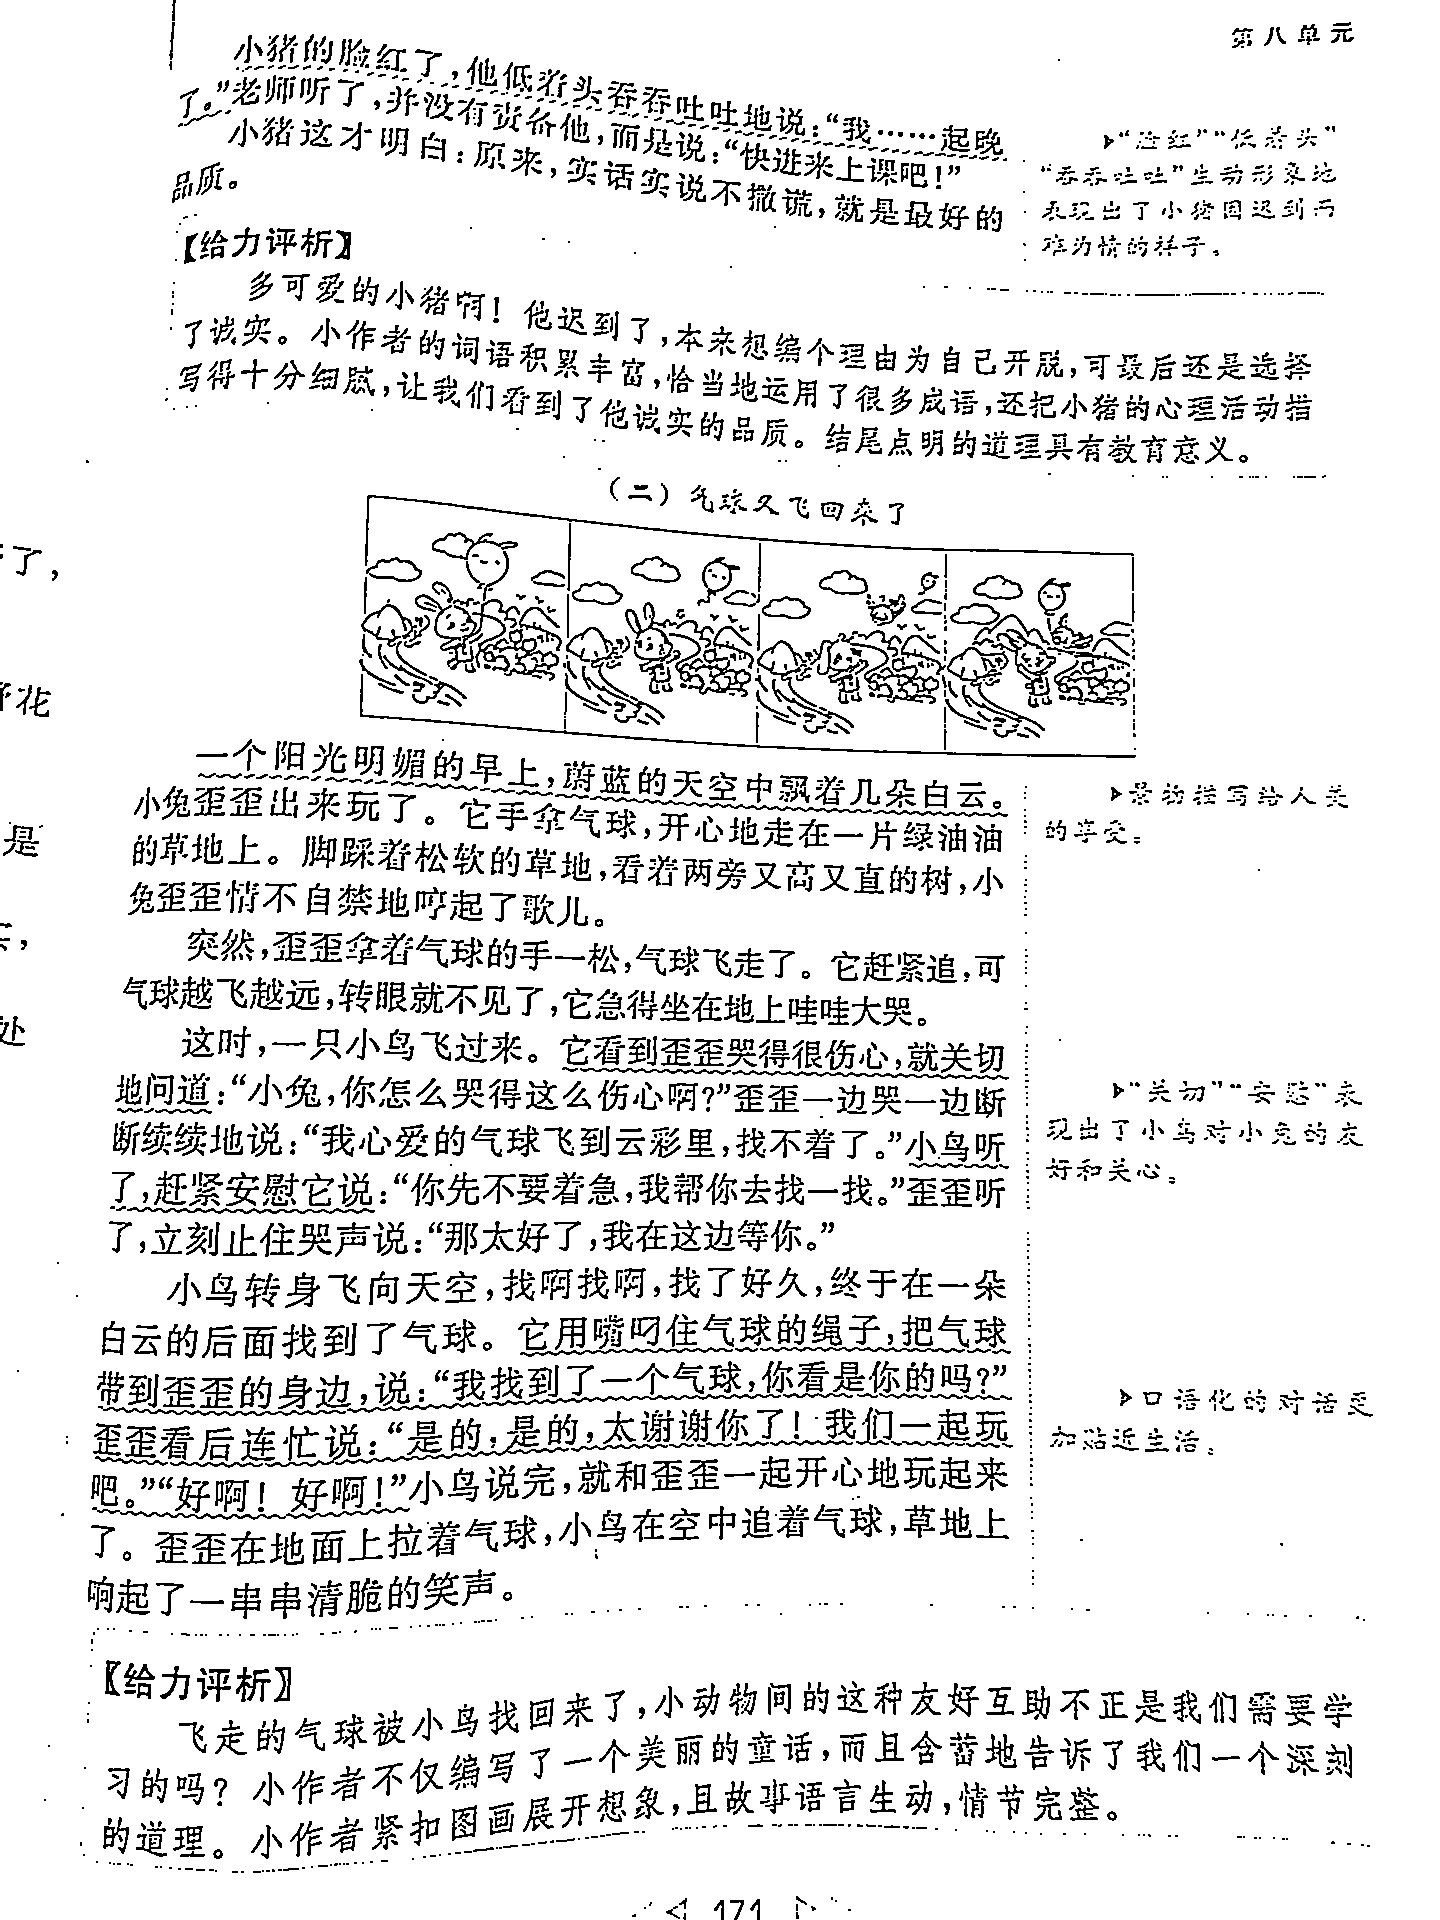 第八单元
小猪的脸红了，他低着头吞吞吐吐地说：“我……起晚
了。”老师听了，并没有责备他，而是说：“快进来上课吧！”
小猪这才明白：原来，实话实说不撒谎，就是最好的
品质。
▶“脸红”“低着头”
“吞吞吐吐”生动形象地
表现出了小猪因迟到而
难为情的样子。
【给力评析】
多可爱的小猪啊！他迟到了，本来想编个理由为自己开脱，可最后还是选择
了诚实。小作者的词语积累丰富，恰当地运用了很多成语，还把小猪的心理活动描
写得十分细腻，让我们看到了他诚实的品质。结尾点明的道理具有教育意义。
（二）气球又飞回来了
一个阳光明媚的早上，蔚蓝的天空中飘着几朵白云。
小兔歪歪出来玩了。它手拿气球，开心地走在一片绿油油
的草地上。脚踩着松软的草地，看着两旁又高又直的树，小
兔歪歪情不自禁地哼起了歌儿。
▶景物描写给人美
的享受。
突然，歪歪拿着气球的手一松，气球飞走了。它赶紧追，可
气球越飞越远，转眼就不见了，它急得坐在地上哇哇大哭。
这时，一只小鸟飞过来。它看到歪歪哭得很伤心，就关切
地问道：“小兔，你怎么哭得这么伤心啊？”歪歪一边哭一边断
断续续地说：“我心爱的气球飞到云彩里，找不着了。”小鸟听
了，赶紧安慰它说：“你先不要着急，我帮你去找一找。”歪歪听
了，立刻止住哭声说：“那太好了，我在这边等你。”
▶“关切”“安慰”表
现出了小鸟对小兔的友
好和关心。
小鸟转身飞向天空，找啊找啊，找了好久，终于在一朵
白云的后面找到了气球。它用嘴叼住气球的绳子，把气球
带到歪歪的身边，说：“我找到了一个气球，你看是你的吗？”
歪歪看后连忙说：“是的，是的，太谢谢你了！我们一起玩
吧。”“好啊！好啊！”小鸟说完，就和歪歪一起开心地玩起来
了。歪歪在地面上拉着气球，小鸟在空中追着气球，草地上
响起了一串串清脆的笑声。
▶口语化的对话更
加贴近生活。
【给力评析】
飞走的气球被小鸟找回来了，小动物间的这种友好互助不正是我们需要学
习的吗？小作者不仅编写了一个美丽的童话，而且含蓄地告诉了我们一个深刻
的道理。小作者紧扣图画展开想象，且故事语言生动，情节完整。
171
了，
花
是
，
处